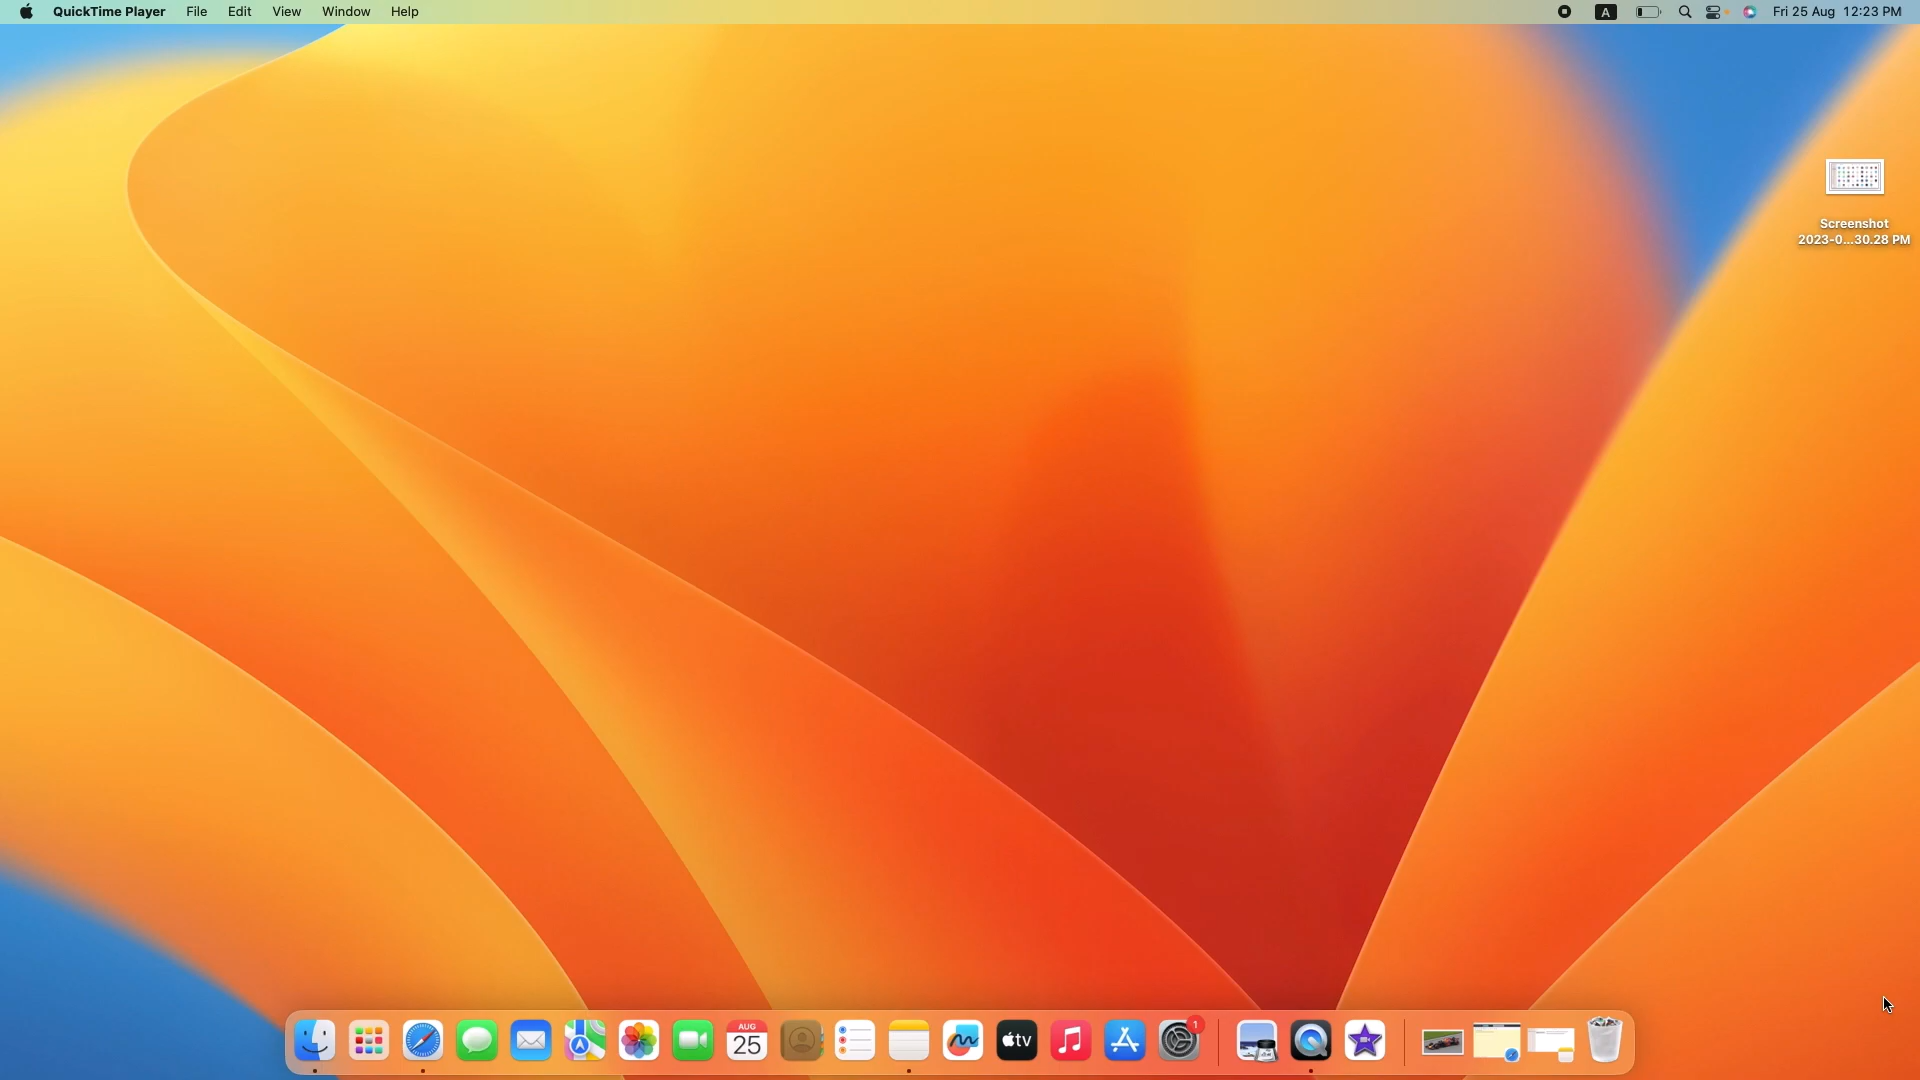 QuickTime Player File Edit View Window Help A Fri 25 Aug 12:23 PM
Screenshot
2023-0...30.28 PM
AUG
25
tv
1